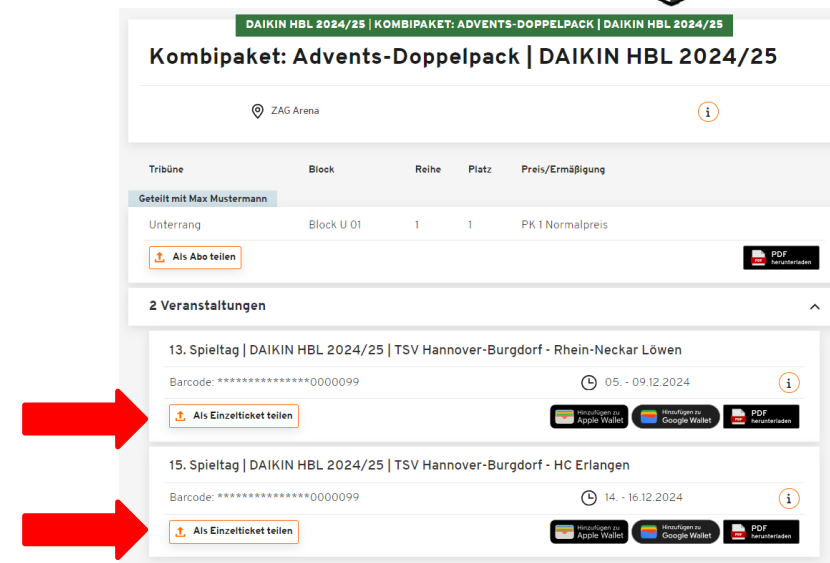 DAIKIN HBL 2024/25 | KOMBIPAKET: ADVENTS-DOPPELPACK | DAIKIN HBL 2024/25
Kombipaket: Advents-Doppelpack | DAIKIN HBL 2024/25
ZAG Arena i
Tribüne Block Reihe Platz Preis/Ermäßigung
Geteilt mit Max Mustermann
Unterrang Block U 01 1 1 PK 1 Normalpreis
Als Abo teilen PDF PDF herunterladen
2 Veranstaltungen
13. Spieltag | DAIKIN HBL 2024/25 | TSV Hannover-Burgdorf - Rhein-Neckar Löwen
Barcode: ***************0000099 05. - 09.12.2024 i
Als Einzelticket teilen Hinzufügen zu Apple Wallet Hinzufügen zu Google Wallet PDF PDF herunterladen
15. Spieltag | DAIKIN HBL 2024/25 | TSV Hannover-Burgdorf - HC Erlangen
Barcode: ***************0000099 14. - 16.12.2024 i
Als Einzelticket teilen Hinzufügen zu Apple Wallet Hinzufügen zu Google Wallet PDF PDF herunterladen